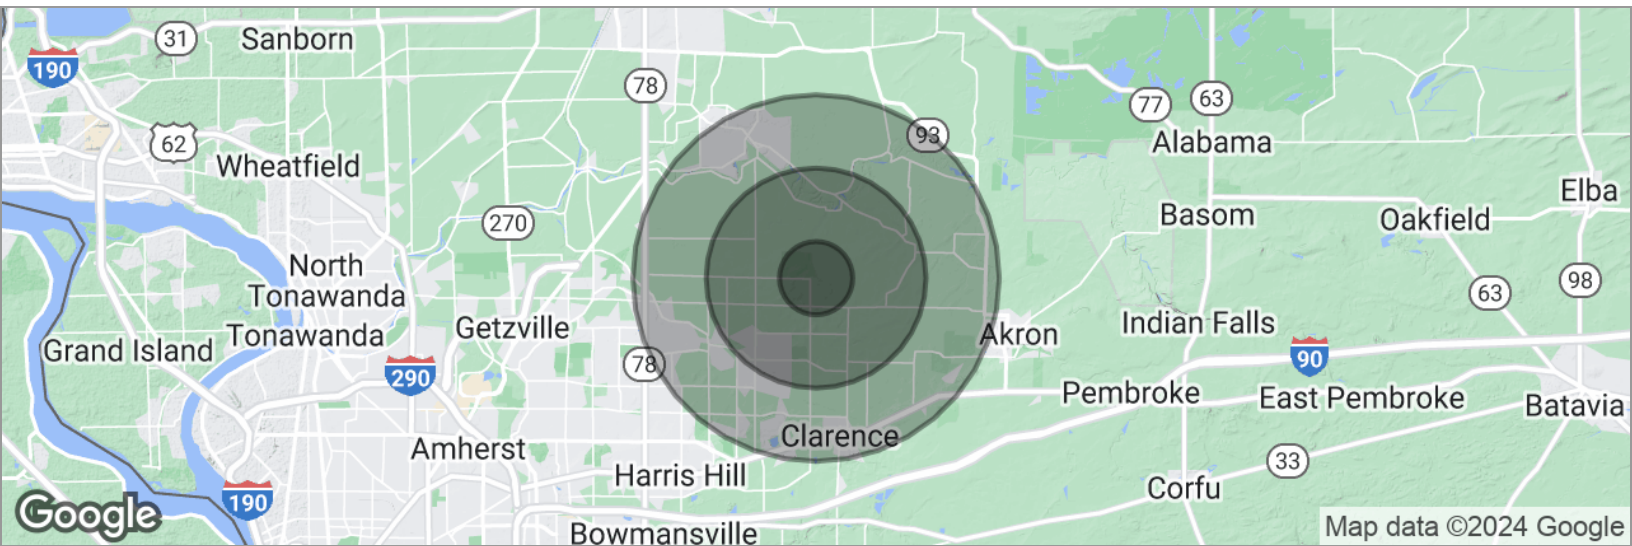 31
Sanborn
190
78
77
63
93
62
Alabama
Wheatfield
Elba
270
Basom
Oakfield
North
Tonawanda
98
63
Tonawanda
Getzville
Akron
Indian Falls
Grand Island
90
78
290
Pembroke
East Pembroke
Batavia
Clarence
Amherst
33
Harris Hill
Corfu
190
Google
Bowmansville
Map data ©2024 Google